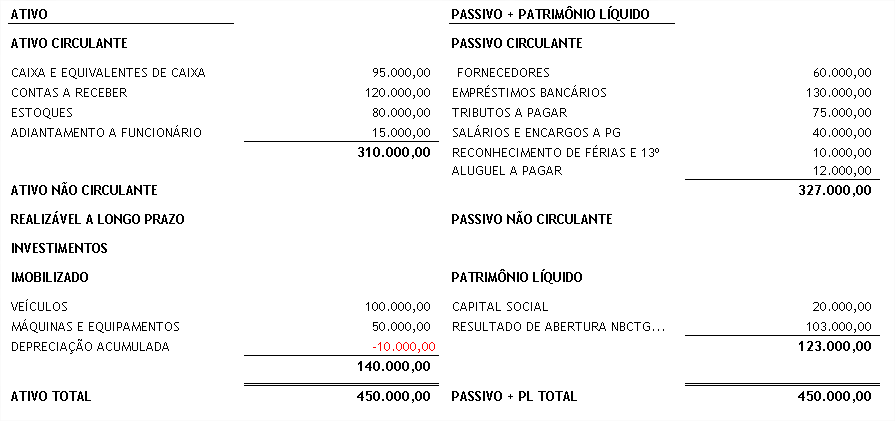 ATIVO
ATIVO CIRCULANTE
CAIXA E EQUIVALENTES DE CAIXA 95.000,00
CONTAS A RECEBER 120.000,00
ESTOQUES 80.000,00
ADIANTAMENTO A FUNCIONÁRIO 15.000,00
310.000,00
ATIVO NÃO CIRCULANTE
REALIZÁVEL A LONGO PRAZO
INVESTIMENTOS
IMOBILIZADO
VEÍCULOS 100.000,00
MÁQUINAS E EQUIPAMENTOS 50.000,00
DEPRECIAÇÃO ACUMULADA -10.000,00
140.000,00
ATIVO TOTAL 450.000,00
PASSIVO + PATRIMÔNIO LÍQUIDO
PASSIVO CIRCULANTE
FORNECEDORES 60.000,00
EMPRÉSTIMOS BANCÁRIOS 130.000,00
TRIBUTOS A PAGAR 75.000,00
SALÁRIOS E ENCARGOS A PG 40.000,00
RECONHECIMENTO DE FÉRIAS E 13º 10.000,00
ALUGUEL A PAGAR 12.000,00
327.000,00
PASSIVO NÃO CIRCULANTE
PATRIMÔNIO LÍQUIDO
CAPITAL SOCIAL 20.000,00
RESULTADO DE ABERTURA NBCTG... 103.000,00
123.000,00
PASSIVO + PL TOTAL 450.000,00